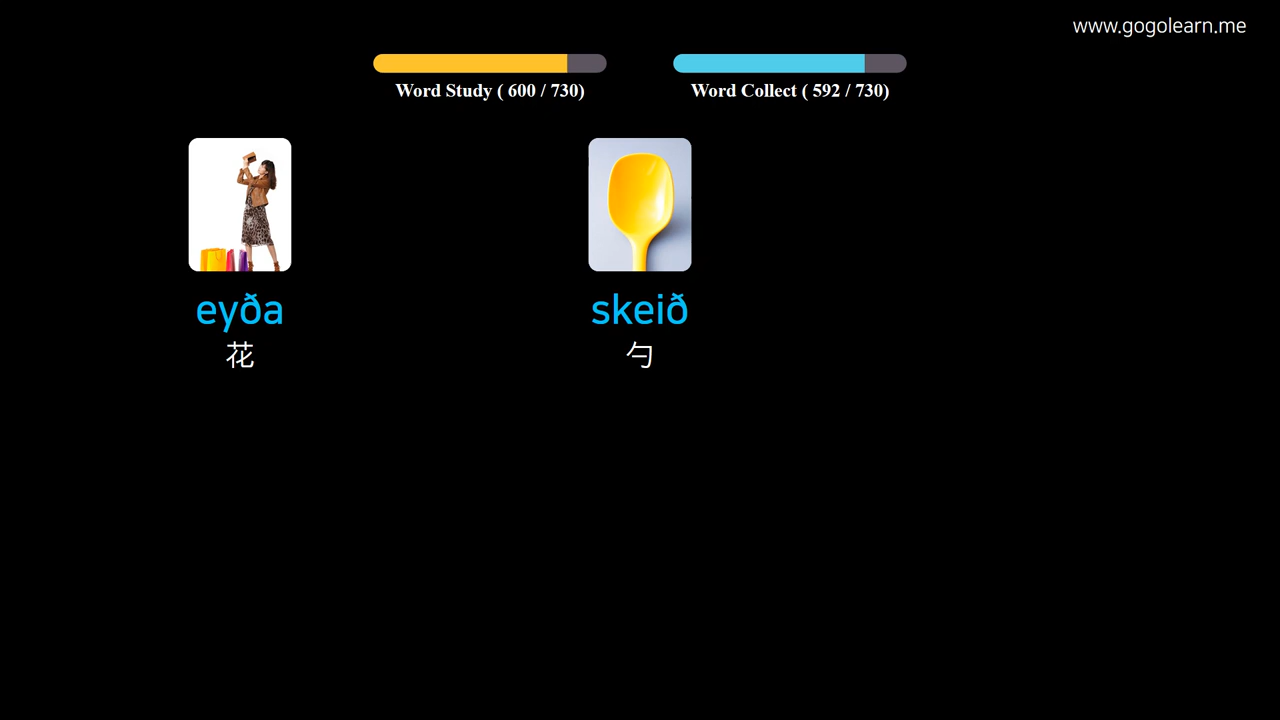 www.gogolearn.me
Word Study ( 600 / 730)
Word Collect ( 592 / 730)
eyða
skeið
花
勺